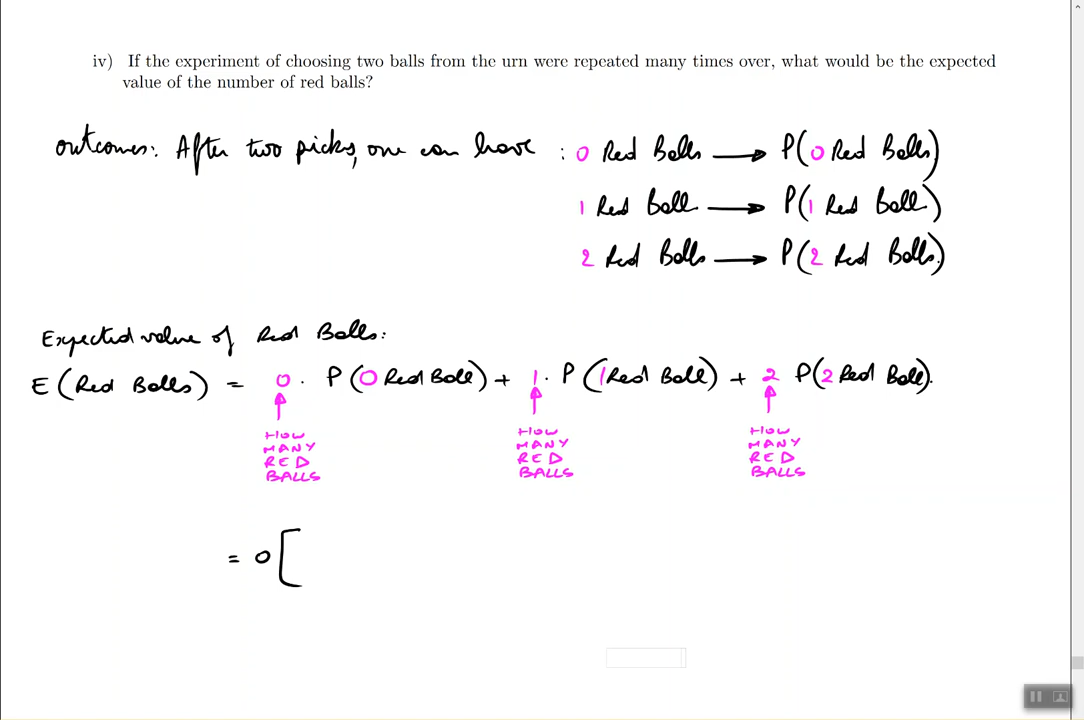 iv) If the experiment of choosing two balls from the urn were repeated many times over, what would be the expected
value of the number of red balls?
outcomes: After two picks, one can have : 0 Red Balls → P(0 Red Balls)
1 Red Ball → P(1 Red Ball)
2 Red Balls → P(2 Red Balls)
Expected value of Red Balls:
E(Red Balls) = 0 · P(0 Red Ball) + 1 · P(1 Red Ball) + 2 P(2 Red Ball).
HOW MANY RED BALLS
HOW MANY RED BALLS
HOW MANY RED BALLS
= 0 [